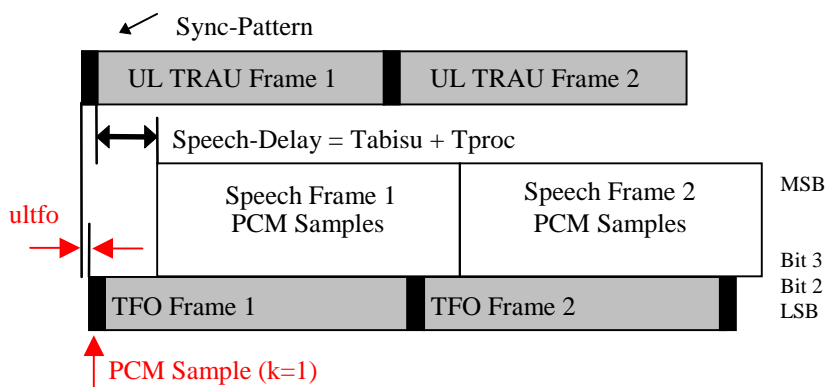 Sync-Pattern
UL TRAU Frame 1
UL TRAU Frame 2
Speech-Delay = Tabisu + Tproc
Speech Frame 1
PCM Samples
Speech Frame 2
PCM Samples
MSB
ultfo
Bit 3
Bit 2
LSB
TFO Frame 1
TFO Frame 2
PCM Sample (k=1)